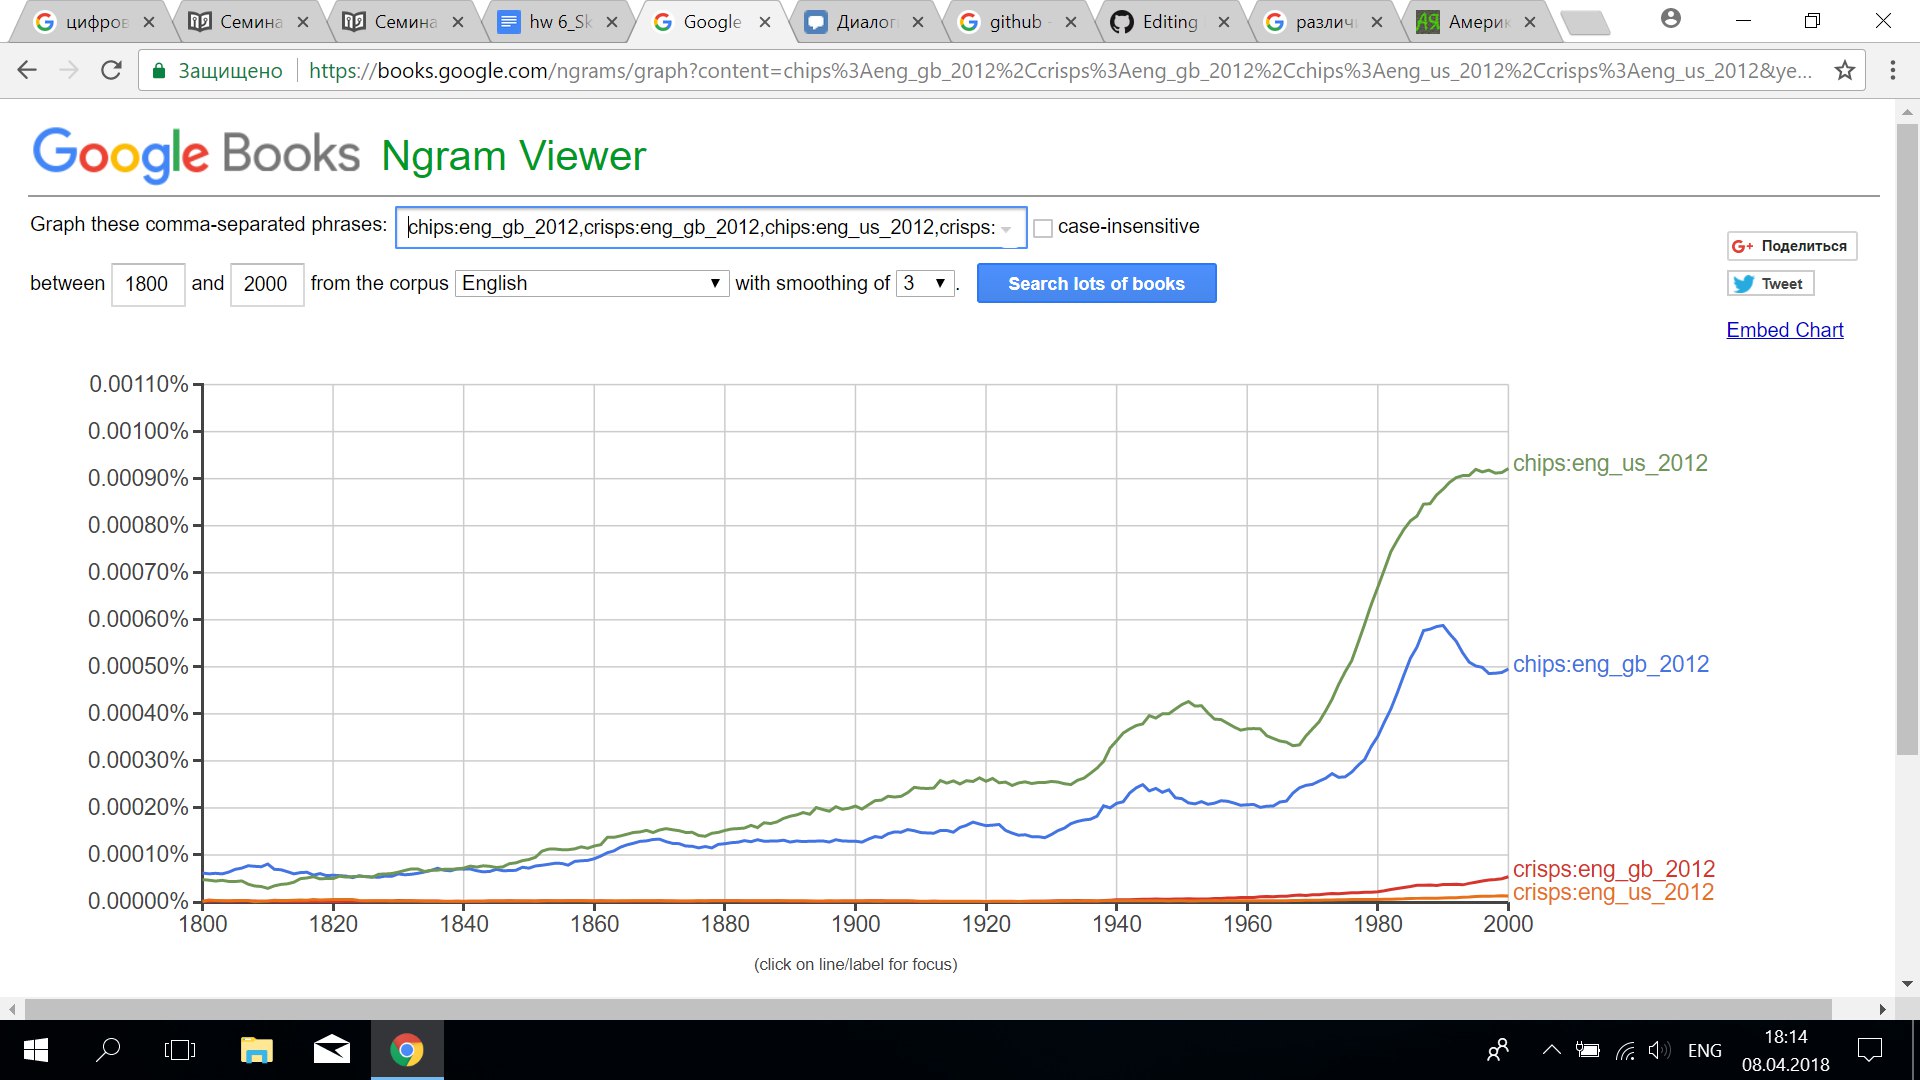 цифров
Семина
Семина
hw 6_Sk
Google
Диалог
github -
Editing
различ
Америк
Защищено https://books.google.com/ngrams/graph?content=chips%3Aeng_gb_2012%2Ccrisps%3Aeng_gb_2012%2Cchips%3Aeng_us_2012%2Ccrisps%3Aeng_us_2012&ye...
Google Books Ngram Viewer
Graph these comma-separated phrases: chips:eng_gb_2012,crisps:eng_gb_2012,chips:eng_us_2012,crisps: case-insensitive
between 1800 and 2000 from the corpus English with smoothing of 3 . Search lots of books
G+ Поделиться
Tweet
Embed Chart
0.00110%
0.00100%
0.00090%
0.00080%
0.00070%
0.00060%
0.00050%
0.00040%
0.00030%
0.00020%
0.00010%
0.00000%
chips:eng_us_2012
chips:eng_gb_2012
crisps:eng_gb_2012
crisps:eng_us_2012
1800 1820 1840 1860 1880 1900 1920 1940 1960 1980 2000
(click on line/label for focus)
ENG
18:14
08.04.2018